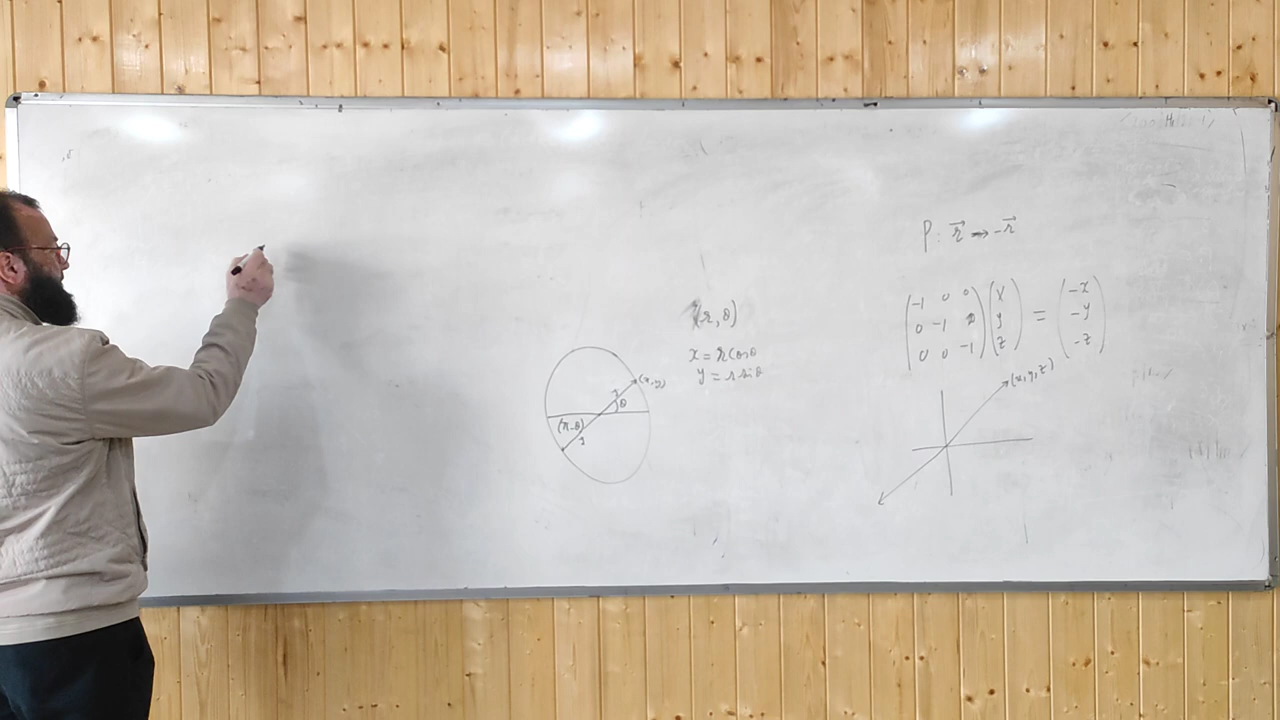 P: r⃗ → -r⃗
(-1 0 0) (x) = (-x)
(0 -1 0) (y) (-y)
(0 0 -1) (z) (-z)
(x,y,z)
(r,θ)
x = r cos θ
y = r sin θ
(x,y)
r
θ